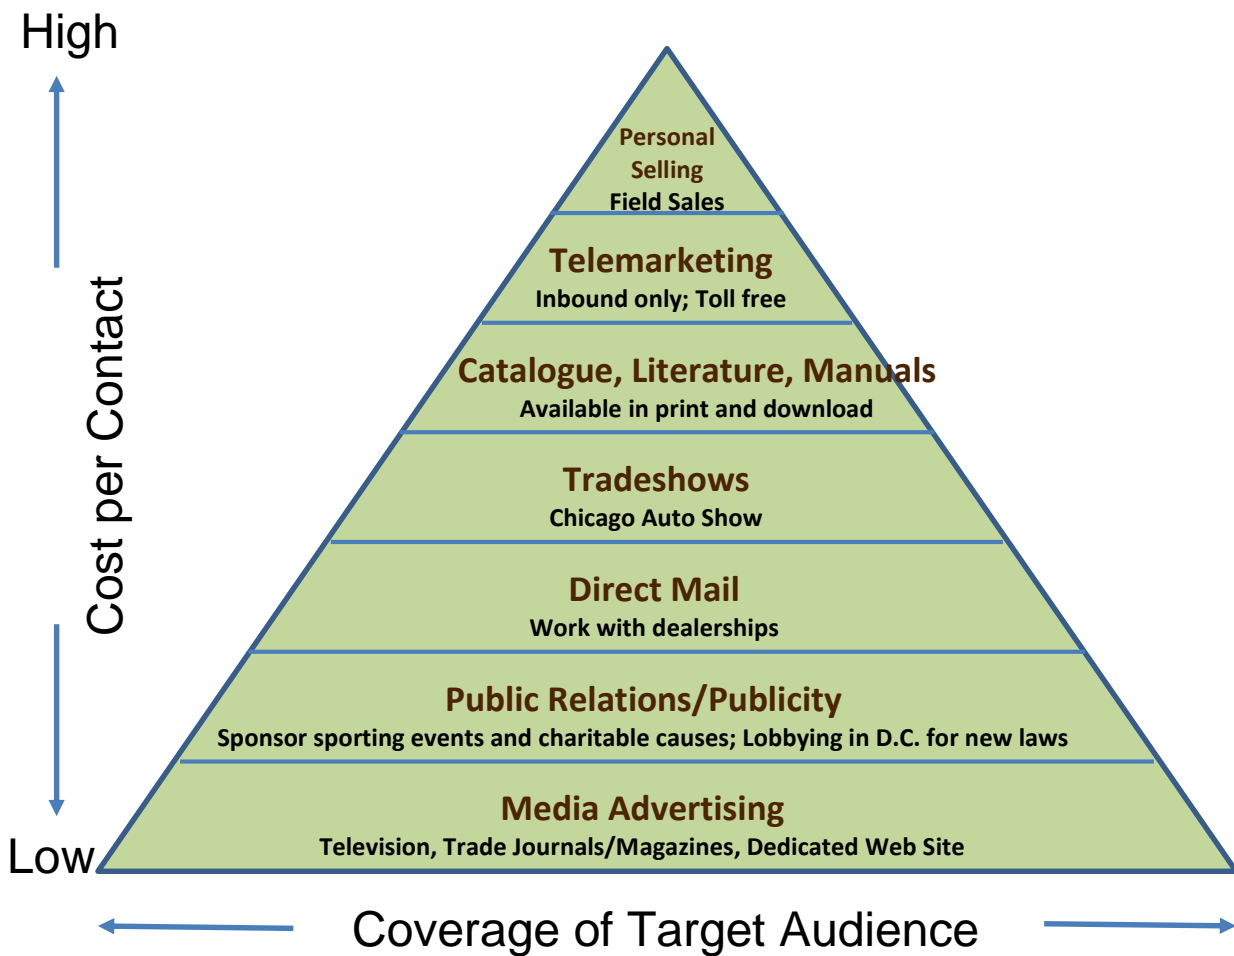 High
Personal
Selling
Field Sales
Telemarketing
Inbound only; Toll free
Catalogue, Literature, Manuals
Available in print and download
Tradeshows
Chicago Auto Show
Direct Mail
Work with dealerships
Public Relations/Publicity
Sponsor sporting events and charitable causes; Lobbying in D.C. for new laws
Media Advertising
Television, Trade Journals/Magazines, Dedicated Web Site
Cost per Contact
Low
Coverage of Target Audience